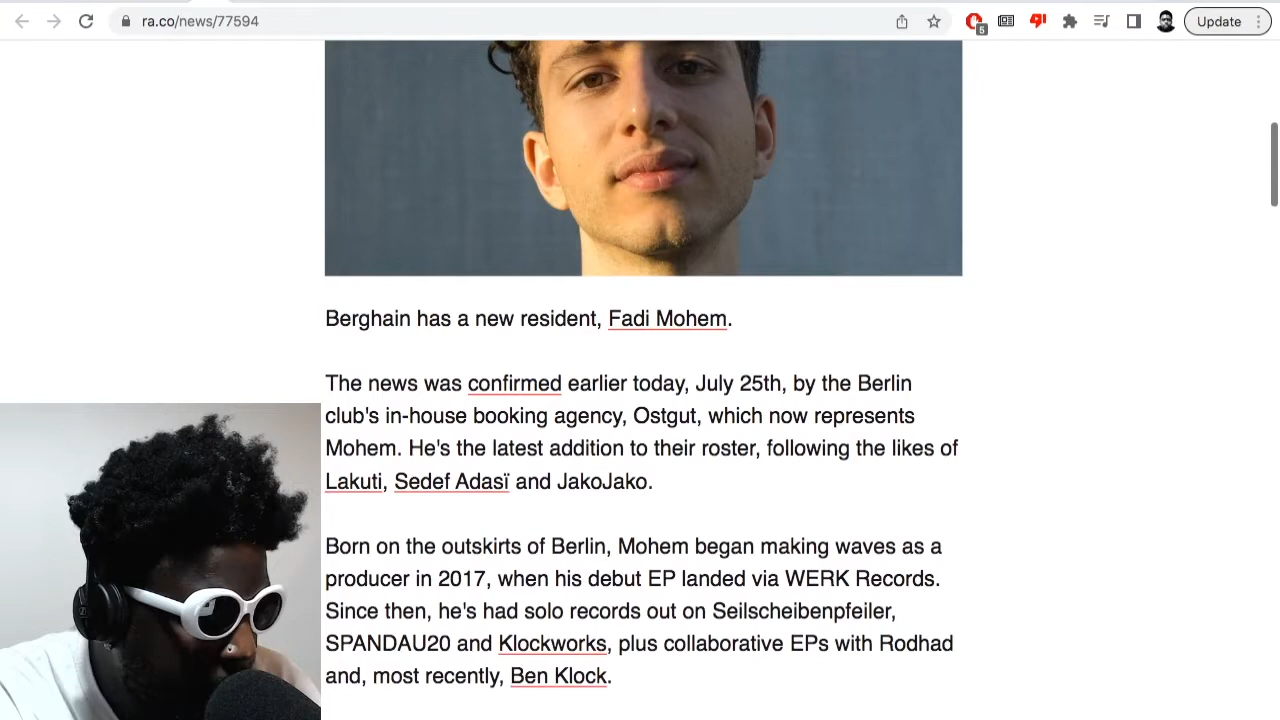 ra.co/news/77594
5
Update
Berghain has a new resident, Fadi Mohem.
The news was confirmed earlier today, July 25th, by the Berlin
club's in-house booking agency, Ostgut, which now represents
Mohem. He's the latest addition to their roster, following the likes of
Lakuti, Sedef Adasï and JakoJako.
Born on the outskirts of Berlin, Mohem began making waves as a
producer in 2017, when his debut EP landed via WERK Records.
Since then, he's had solo records out on Seilscheibenpfeiler,
SPANDAU20 and Klockworks, plus collaborative EPs with Rodhad
and, most recently, Ben Klock.